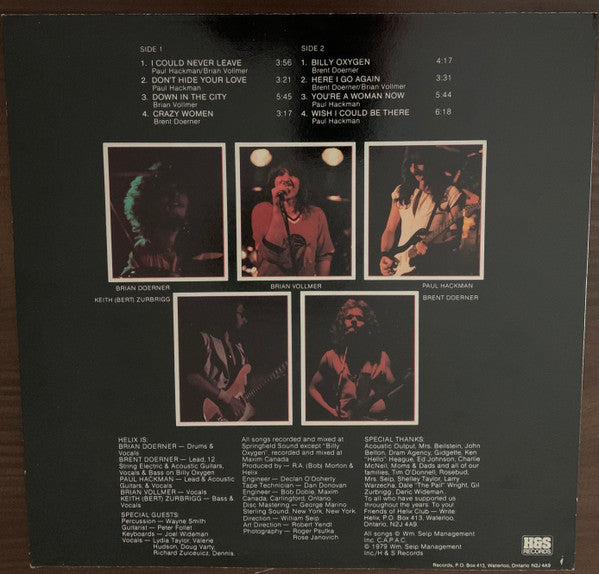 SIDE 1
1. I COULD NEVER LEAVE 3:56
Paul Hackman/Brian Vollmer
2. DON'T HIDE YOUR LOVE 3:21
Paul Hackman
3. DOWN IN THE CITY 5:45
Brian Vollmer
4. CRAZY WOMEN 3:17
Brent Doerner
SIDE 2
1. BILLY OXYGEN 4:17
Brent Doerner
2. HERE I GO AGAIN 3:31
Brent Doerner/Brian Vollmer
3. YOU'RE A WOMAN NOW 5:44
Paul Hackman
4. WISH I COULD BE THERE 6:18
Paul Hackman
BRIAN DOERNER
BRIAN VOLLMER
PAUL HACKMAN
KEITH (BERT) ZURBRIGG
BRENT DOERNER
HELIX IS:
BRIAN DOERNER — Drums &
Vocals
BRENT DOERNER — Lead, 12
String Electric & Acoustic Guitars,
Vocals & Bass on Billy Oxygen
PAUL HACKMAN — Lead & Acoustic
Guitars, & Vocals
BRIAN VOLLMER — Vocals
KEITH (BERT) ZURBRIGG — Bass &
Vocals
SPECIAL GUESTS:
Percussion — Wayne Smith
Guitarist — Peter Follet
Keyboards — Joel Wideman
Vocals — Lydia Taylor, Valerie
Hudson, Doug Varty,
Richard Zurceuicz, Dennis.
All songs recorded and mixed at
Springfield Sound except "Billy
Oxygen", recorded and mixed at
Maxim Canada
Produced by — R.A. (Bob) Morton &
Helix
Engineer — Declan O'Doherty
Tape Technician — Dan Donovan
Engineer — Bob Doble, Maxim
Canada, Carlingford, Ontario
Disc Mastering — George Marino
Sterling Sound, New York, New York
Direction — William Seip
Art Direction — Robert Yendt
Photography — Roger Psutka
Rose Janovich
SPECIAL THANKS:
Acoustic Output, Mrs. Beilstein, John
Bellon, Dram Agency, Gidgette, Ken
"Hello" Heague, Ed Johnson, Charlie
McNeil, Moms & Dads and all of our
families, Tim O'Donnell, Rosebud,
Mrs. Seip, Shelley Taylor, Larry
Warzecha, Dale "The Pail" Wright, Gil
Zurbrigg, Daric Wideman.
To all who have supported us
throughout the years. To you!
Friends of Helix Club — Write
Helix, P.O. Box 413, Waterloo,
Ontario, N2J 4A9.
All songs © Wm. Seip Management
Inc. C.A.P.A.C.
© 1979 Wm. Seip Management
Inc./H & S Records
H&S
RECORDS
Records, P.O. Box 413, Waterloo, Ontario N2J 4A9